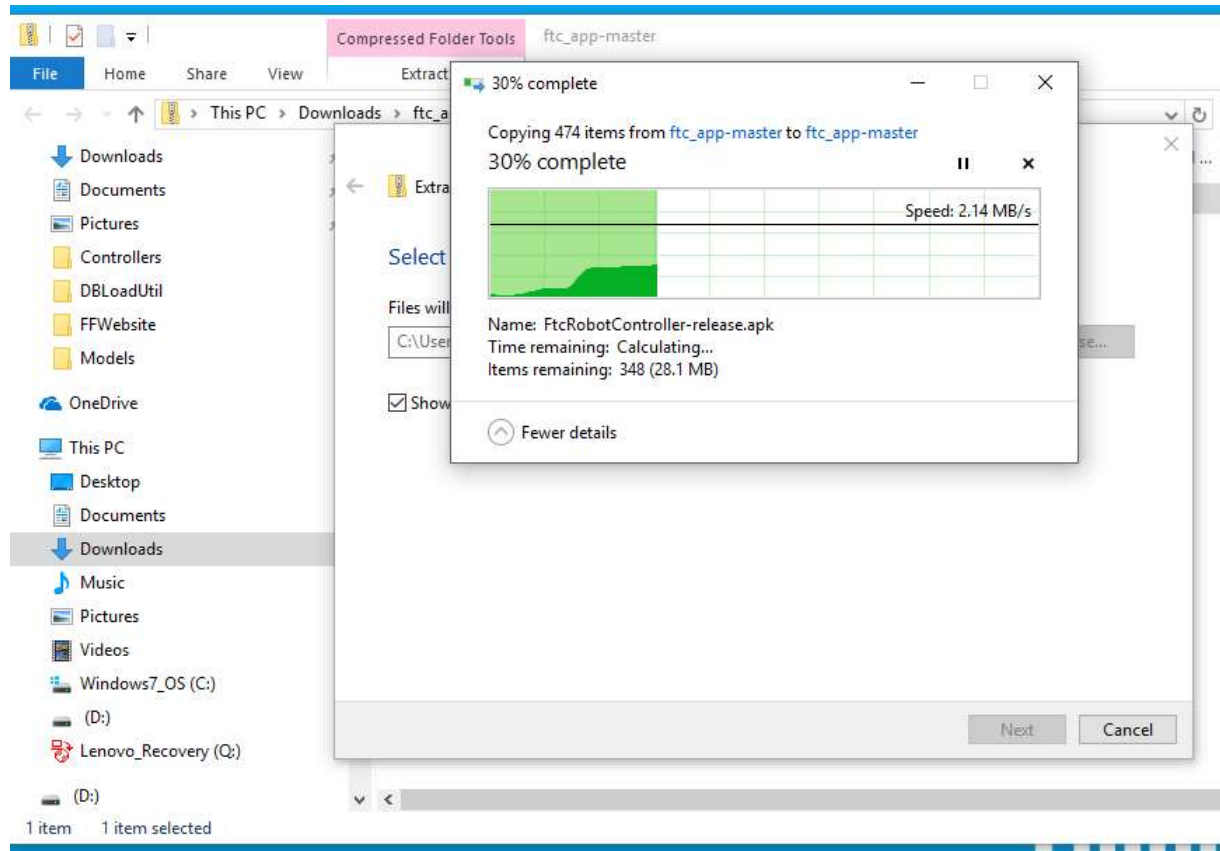 Compressed Folder Tools ftc_app-master
File Home Share View Extract
This PC > Downloads > ftc_a
Downloads
Documents
Pictures
Controllers
DBLoadUtil
FFWebsite
Models
OneDrive
This PC
Desktop
Documents
Downloads
Music
Pictures
Videos
Windows7_OS (C:)
(D:)
Lenovo_Recovery (Q:)
(D:)
1 item 1 item selected
Extra
Select
Files will
C:\User
se...
Show
Next Cancel
30% complete
Copying 474 items from ftc_app-master to ftc_app-master
30% complete
Speed: 2.14 MB/s
Name: FtcRobotController-release.apk
Time remaining: Calculating...
Items remaining: 348 (28.1 MB)
Fewer details